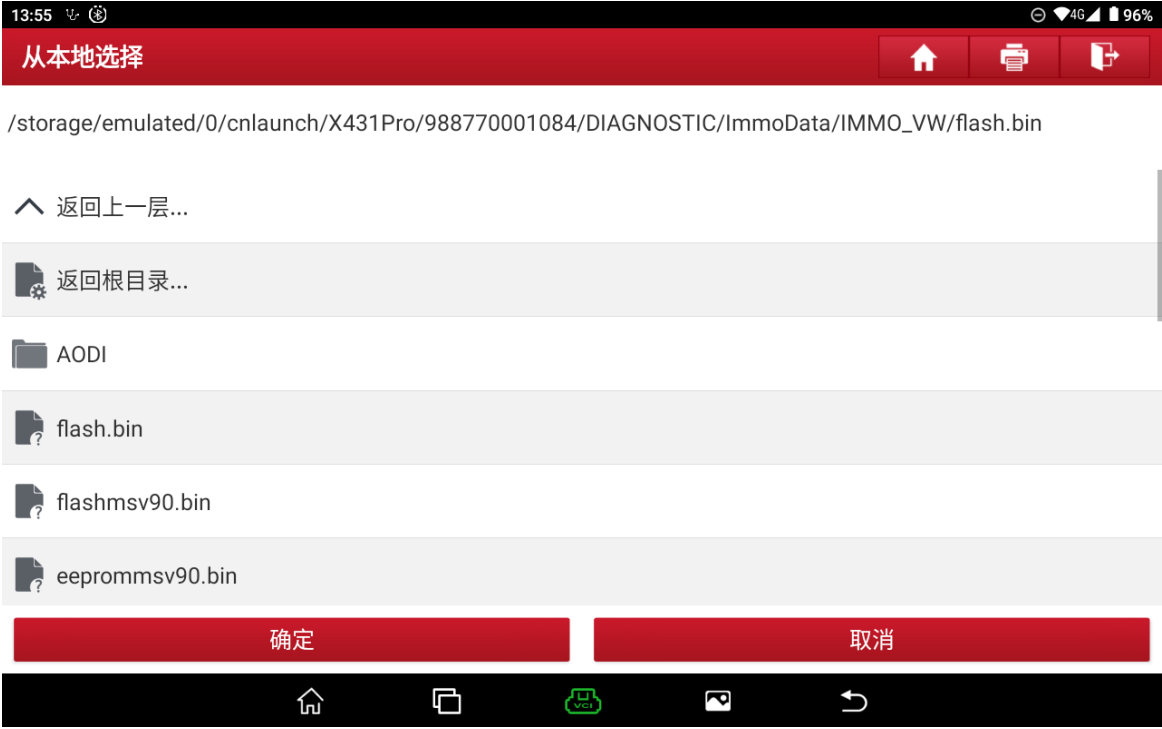 13:55 4G 96%
从本地选择
/storage/emulated/0/cnlaunch/X431Pro/988770001084/DIAGNOSTIC/ImmoData/IMMO_VW/flash.bin
返回上一层...
返回根目录...
AODI
flash.bin
flashmsv90.bin
eeprommsv90.bin
确定 取消
VCI